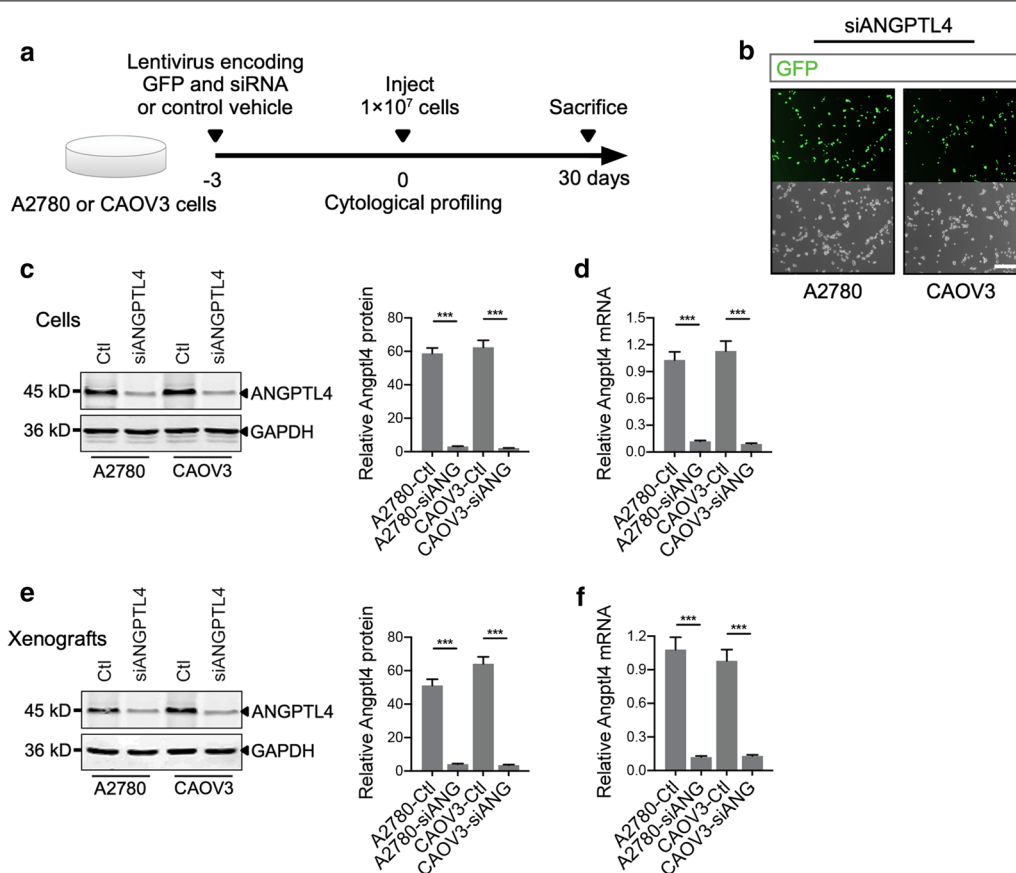 a
Lentivirus encoding
GFP and siRNA
or control vehicle
Inject
1×10⁷ cells
Sacrifice
-3
0
30 days
A2780 or CAOV3 cells
Cytological profiling
b
siANGPTL4
GFP
A2780
CAOV3
c
Cells
Ctl
siANGPTL4
Ctl
siANGPTL4
45 kD
ANGPTL4
36 kD
GAPDH
A2780
CAOV3
Relative Angptl4 protein
80
60
40
20
0
***
***
A2780-Ctl
A2780-siANG
CAOV3-Ctl
CAOV3-siANG
d
Relative Angptl4 mRNA
1.5
1.2
0.9
0.6
0.3
0.0
***
***
A2780-Ctl
A2780-siANG
CAOV3-Ctl
CAOV3-siANG
e
Xenografts
Ctl
siANGPTL4
Ctl
siANGPTL4
45 kD
ANGPTL4
36 kD
GAPDH
A2780
CAOV3
Relative Angptl4 protein
80
60
40
20
0
***
***
A2780-Ctl
A2780-siANG
CAOV3-Ctl
CAOV3-siANG
f
Relative Angptl4 mRNA
1.2
0.9
0.6
0.3
0.0
***
***
A2780-Ctl
A2780-siANG
CAOV3-Ctl
CAOV3-siANG